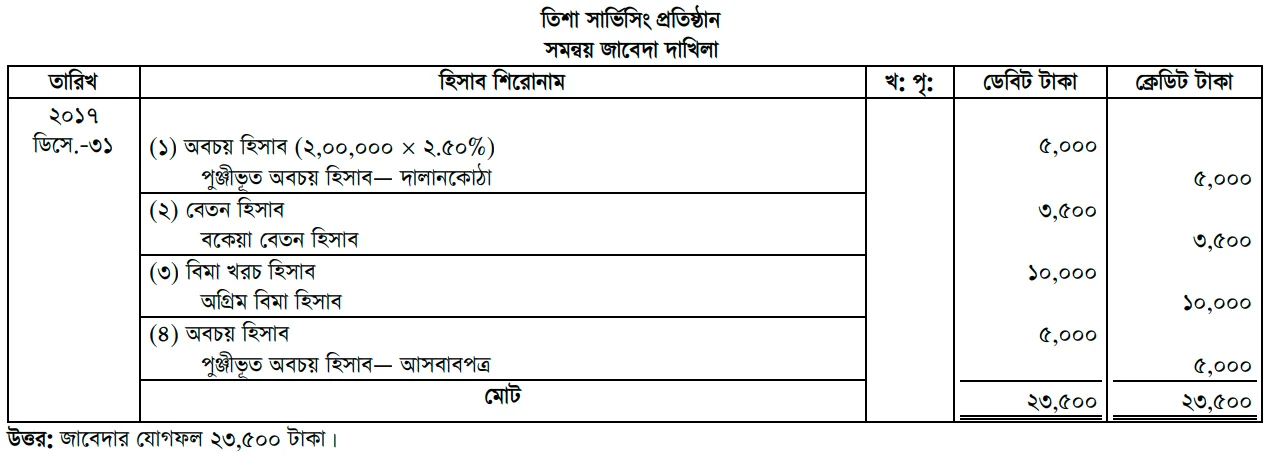 তিশা সার্ভিসিং প্রতিষ্ঠান
সমন্বয় জাবেদা দাখিলা
তারিখ হিসাব শিরোনাম খ: পৃ: ডেবিট টাকা ক্রেডিট টাকা
২০১৭
ডিসে.-৩১ (১) অবচয় হিসাব (২,০০,০০০ × ২.৫০%) ৫,০০০
পুঞ্জীভূত অবচয় হিসাব— দালানকোঠা ৫,০০০
(২) বেতন হিসাব ৩,৫০০
বকেয়া বেতন হিসাব ৩,৫০০
(৩) বিমা খরচ হিসাব ১০,০০০
অগ্রিম বিমা হিসাব ১০,০০০
(৪) অবচয় হিসাব ৫,০০০
পুঞ্জীভূত অবচয় হিসাব— আসবাবপত্র ৫,০০০
মোট ২৩,৫০০ ২৩,৫০০
উত্তর: জাবেদার যোগফল ২৩,৫০০ টাকা।